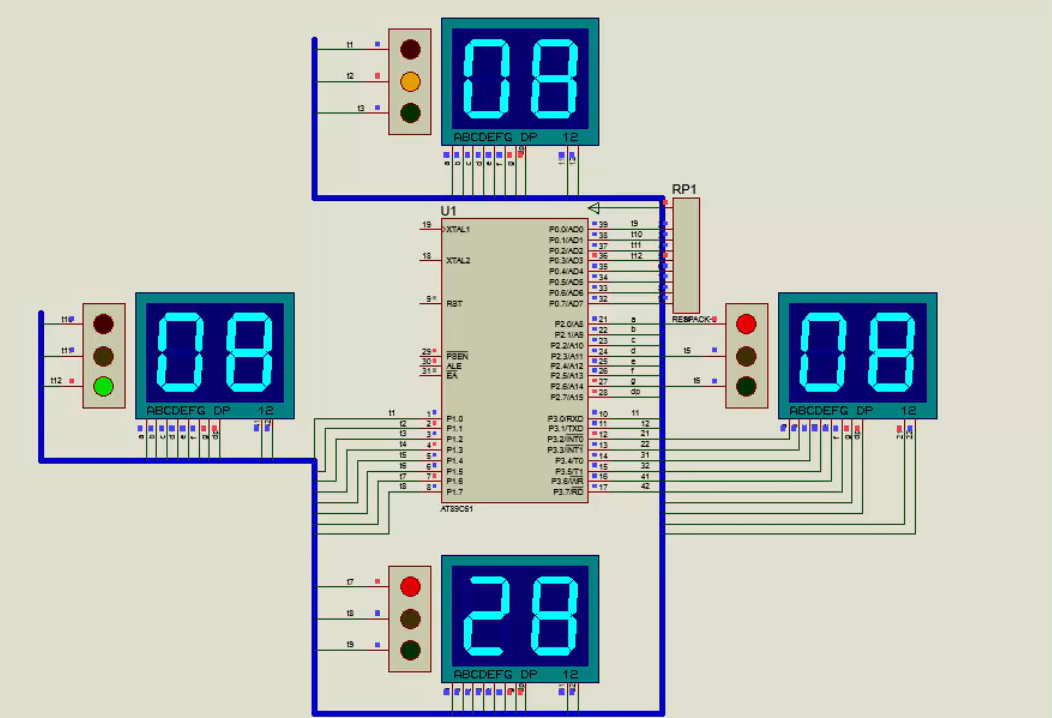 t1
t2
t3
08
ABCDEFG DP 12
a b c d e f g dp
RP1
RESPACK-8
U1
19 XTAL1
18 XTAL2
9 RST
29 PSEN
30 ALE
31 EA
1 P1.0 t1
2 P1.1 t2
3 P1.2 t3
4 P1.3 t4
5 P1.4 t5
6 P1.5 t6
7 P1.6 t7
8 P1.7 t8
P0.0/AD0 39 t9
P0.1/AD1 38 t10
P0.2/AD2 37 t11
P0.3/AD3 36 t12
P0.4/AD4 35
P0.5/AD5 34
P0.6/AD6 33
P0.7/AD7 32
P2.0/A8 21 a
P2.1/A9 22 b
P2.2/A10 23 c
P2.3/A11 24 d
P2.4/A12 25 e
P2.5/A13 26 f
P2.6/A14 27 g
P2.7/A15 28 dp
P3.0/RXD 10 11
P3.1/TXD 11 12
P3.2/INT0 12 21
P3.3/INT1 13 22
P3.4/T0 14 31
P3.5/T1 15 32
P3.6/WR 16 41
P3.7/RD 17 42
AT89C51
t10
t11
t12
08
ABCDEFG DP 12
a b c d e f g dp
t5
t6
08
ABCDEFG DP 12
t7
t8
t9
28
ABCDEFG DP 12